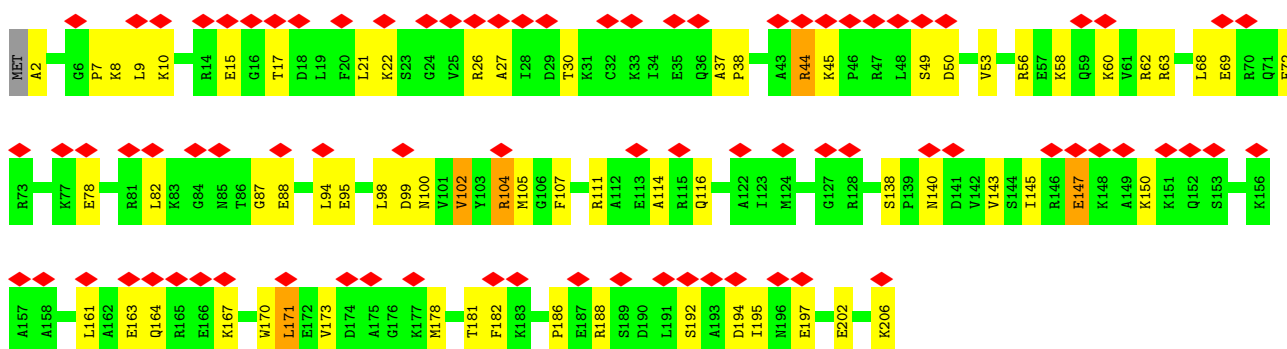 MET A2 G6 P7 K8 L9 K10 R14 E15 G16 T17 D18 L19 F20 L21 K22 S23 G24 V25 R26 A27 I28 D29 T30 K31 C32 K33 I34 E35 Q36 A37 P38 A43 R44 K45 P46 R47 L48 S49 D50 V53 R56 E57 K58 Q59 K60 V61 R62 R63 L68 E69 R70 Q71
R73 K77 E78 R81 L82 K83 G84 N85 T86 G87 E88 L94 E95 L98 D99 N100 V101 V102 Y103 R104 M105 G106 F107 R111 A112 E113 A114 R115 Q116 A122 I123 M124 G127 R128 S138 P139 N140 D141 V142 V143 S144 I145 R146 E147 K148 A149 K150 K151 Q152 S153 K156
A157 A158 L161 A162 E163 Q164 R165 E166 K167 W170 L171 E172 V173 D174 A175 G176 K177 M178 T181 F182 K183 P186 E187 R188 S189 D190 L191 S192 A193 D194 I195 N196 E197 E202 K206